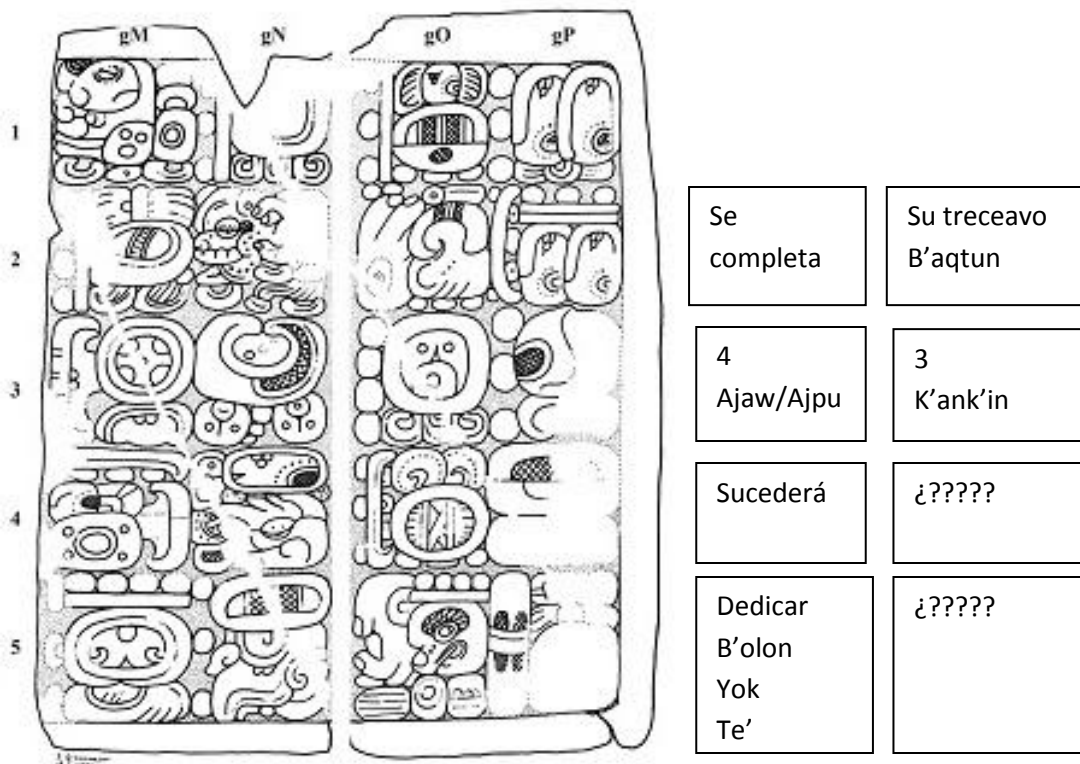 gM gN gO gP
1
2
3
4
5
Se
completa
Su treceavo
B’aqtun
4
Ajaw/Ajpu
3
K’ank’in
Sucederá
¿?????
Dedicar
B’olon
Yok
Te’
¿?????